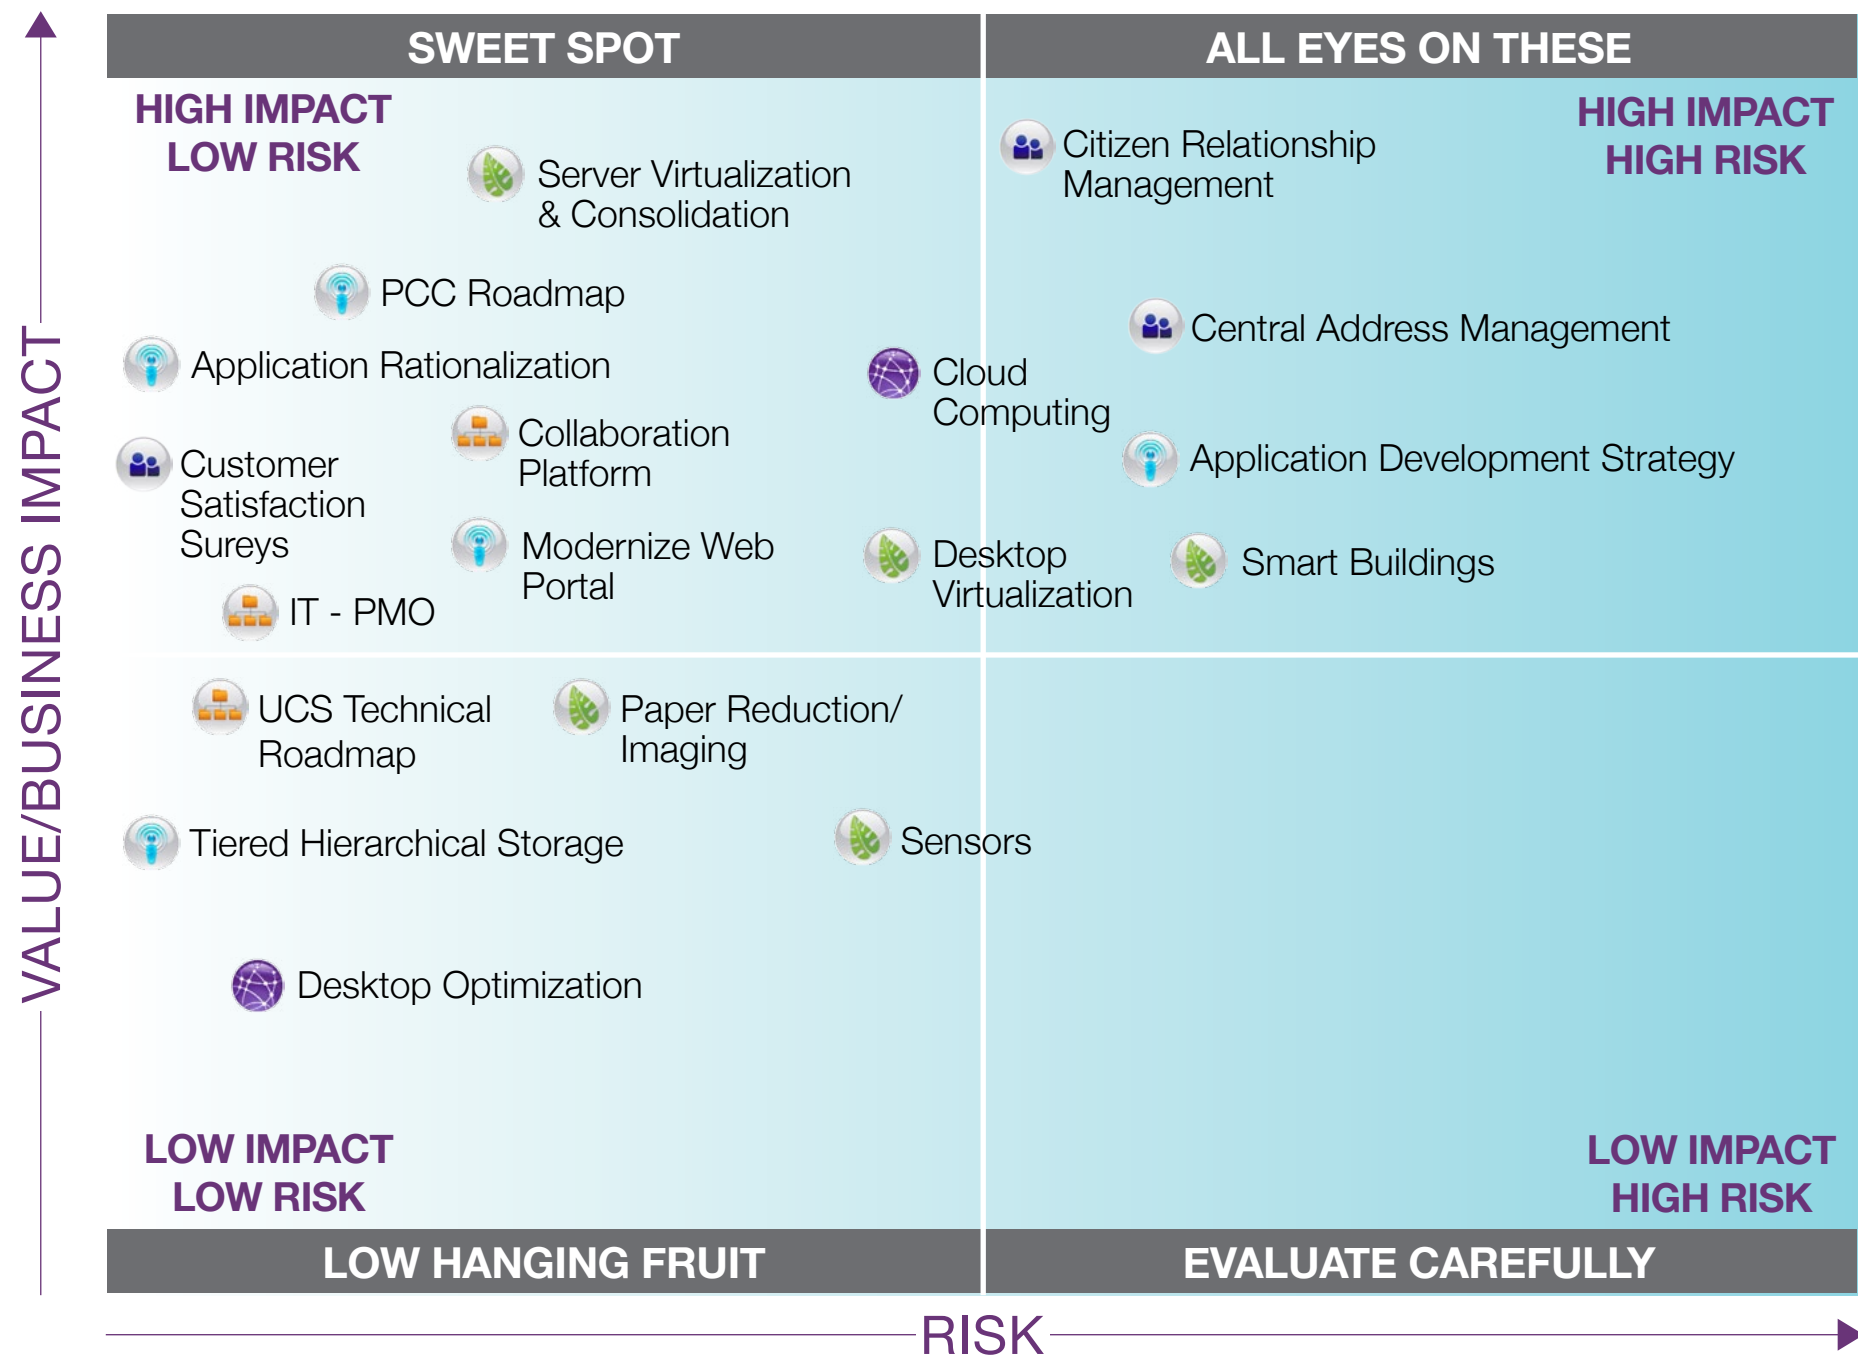 SWEET SPOT
ALL EYES ON THESE
HIGH IMPACT
LOW RISK
HIGH IMPACT
HIGH RISK
Server Virtualization
& Consolidation
Citizen Relationship
Management
PCC Roadmap
Central Address Management
Application Rationalization
Cloud
Computing
Collaboration
Platform
Application Development Strategy
Customer
Satisfaction
Sureys
Modernize Web
Portal
Desktop
Virtualization
Smart Buildings
IT - PMO
UCS Technical
Roadmap
Paper Reduction/
Imaging
Tiered Hierarchical Storage
Sensors
Desktop Optimization
LOW IMPACT
LOW RISK
LOW IMPACT
HIGH RISK
LOW HANGING FRUIT
EVALUATE CAREFULLY
VALUE/BUSINESS IMPACT
RISK